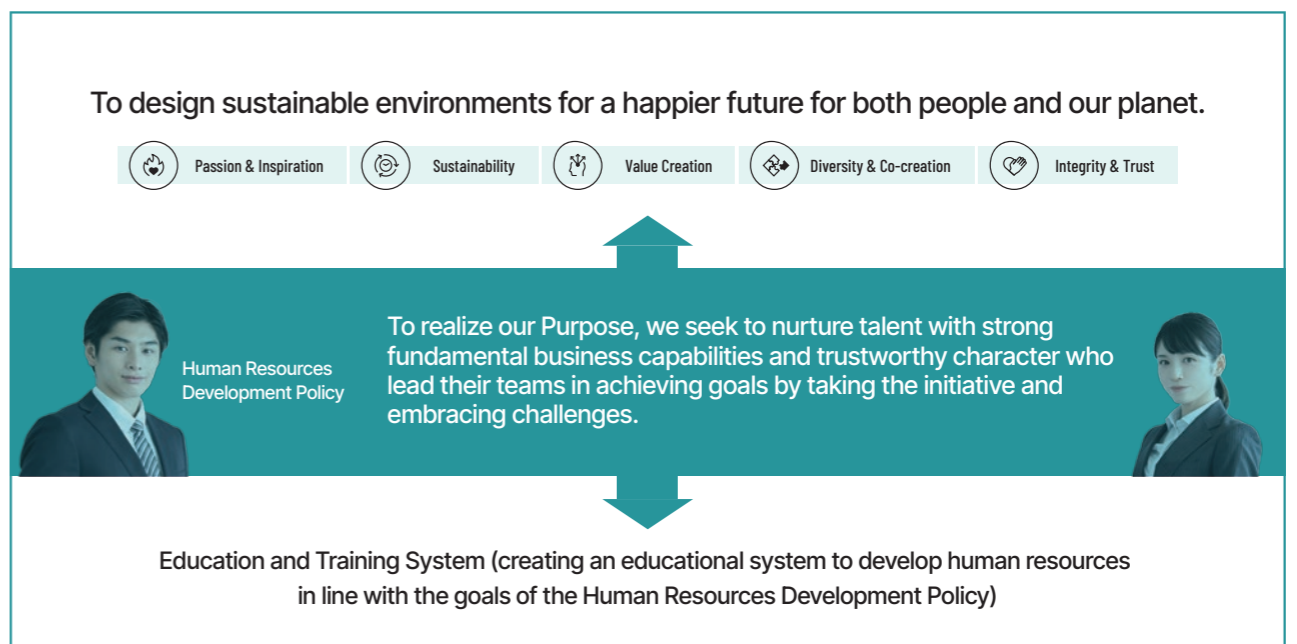 To design sustainable environments for a happier future for both people and our planet.
Passion & Inspiration
Sustainability
Value Creation
Diversity & Co-creation
Integrity & Trust
Human Resources
Development Policy
To realize our Purpose, we seek to nurture talent with strong
fundamental business capabilities and trustworthy character who
lead their teams in achieving goals by taking the initiative and
embracing challenges.
Education and Training System (creating an educational system to develop human resources
in line with the goals of the Human Resources Development Policy)